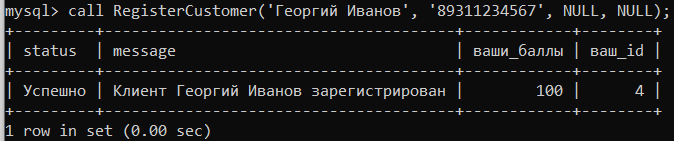 mysql> call RegisterCustomer('Георгий Иванов', '89311234567', NULL, NULL);
+---------+------------------------------------+------------+-------+
| status  | message                            | ваши_баллы | ваш_id |
+---------+------------------------------------+------------+-------+
| Успешно | Клиент Георгий Иванов зарегистрирован |        100 |      4 |
+---------+------------------------------------+------------+-------+
1 row in set (0.00 sec)